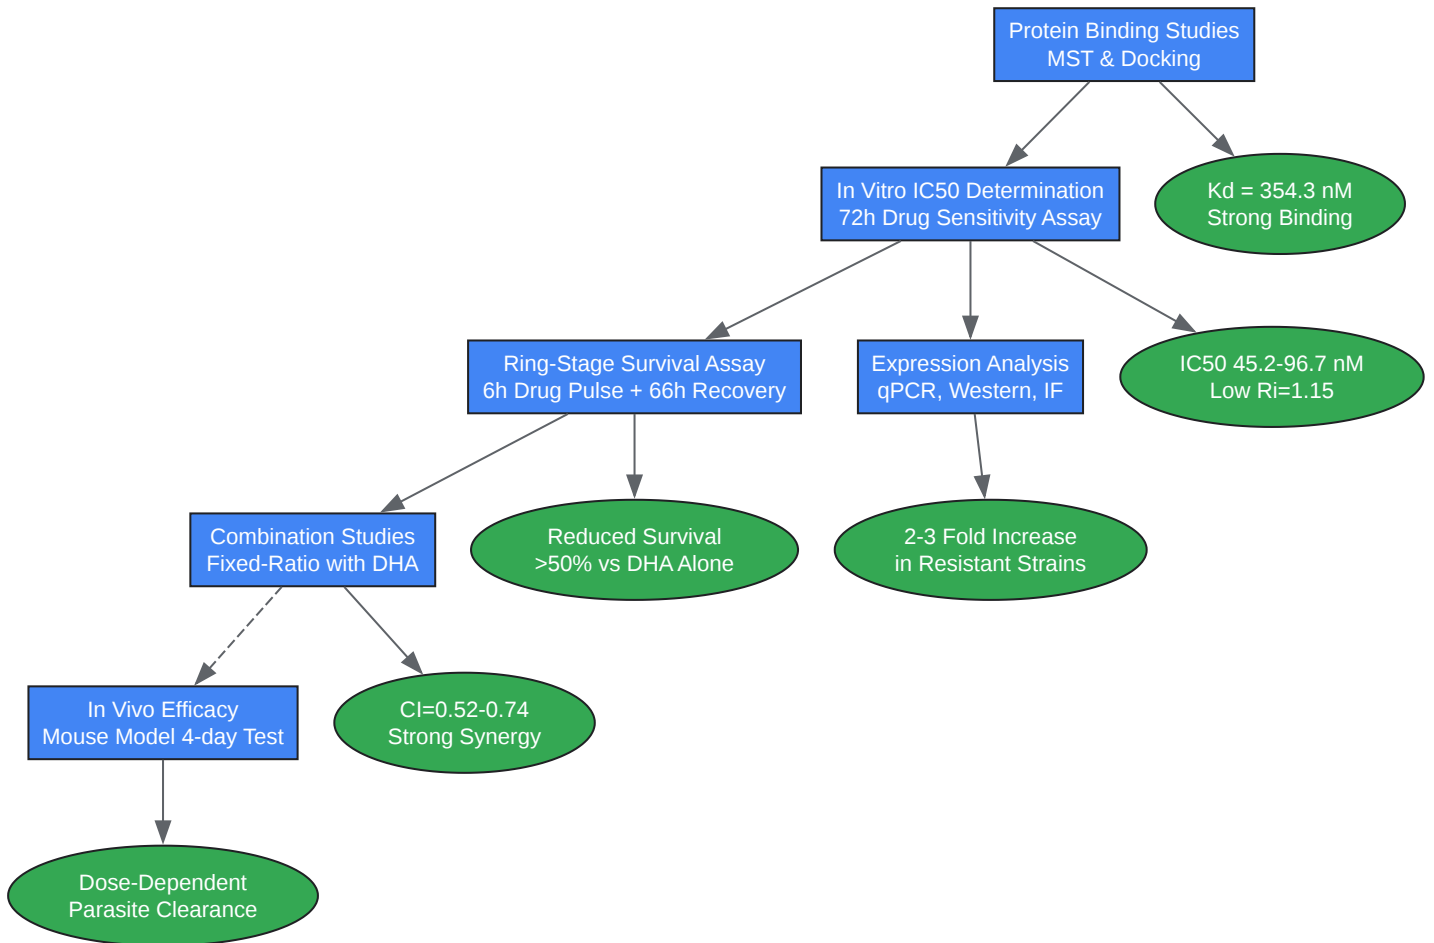 Protein Binding Studies
MST & Docking
In Vitro IC50 Determination
72h Drug Sensitivity Assay
Kd = 354.3 nM
Strong Binding
Ring-Stage Survival Assay
6h Drug Pulse + 66h Recovery
Expression Analysis
qPCR, Western, IF
IC50 45.2-96.7 nM
Low Ri=1.15
Combination Studies
Fixed-Ratio with DHA
Reduced Survival
>50% vs DHA Alone
2-3 Fold Increase
in Resistant Strains
In Vivo Efficacy
Mouse Model 4-day Test
CI=0.52-0.74
Strong Synergy
Dose-Dependent
Parasite Clearance